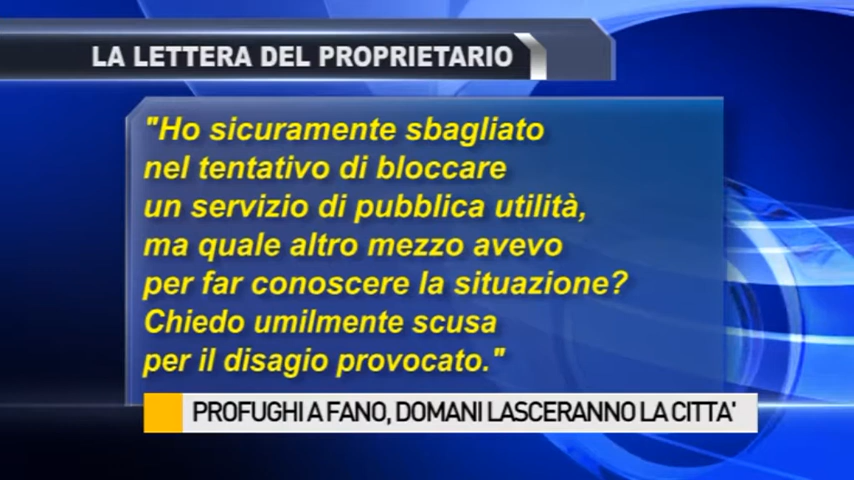 LA LETTERA DEL PROPRIETARIO
"Ho sicuramente sbagliato
nel tentativo di bloccare
un servizio di pubblica utilità,
ma quale altro mezzo avevo
per far conoscere la situazione?
Chiedo umilmente scusa
per il disagio provocato."
PROFUGHI A FANO, DOMANI LASCERANNO LA CITTA'